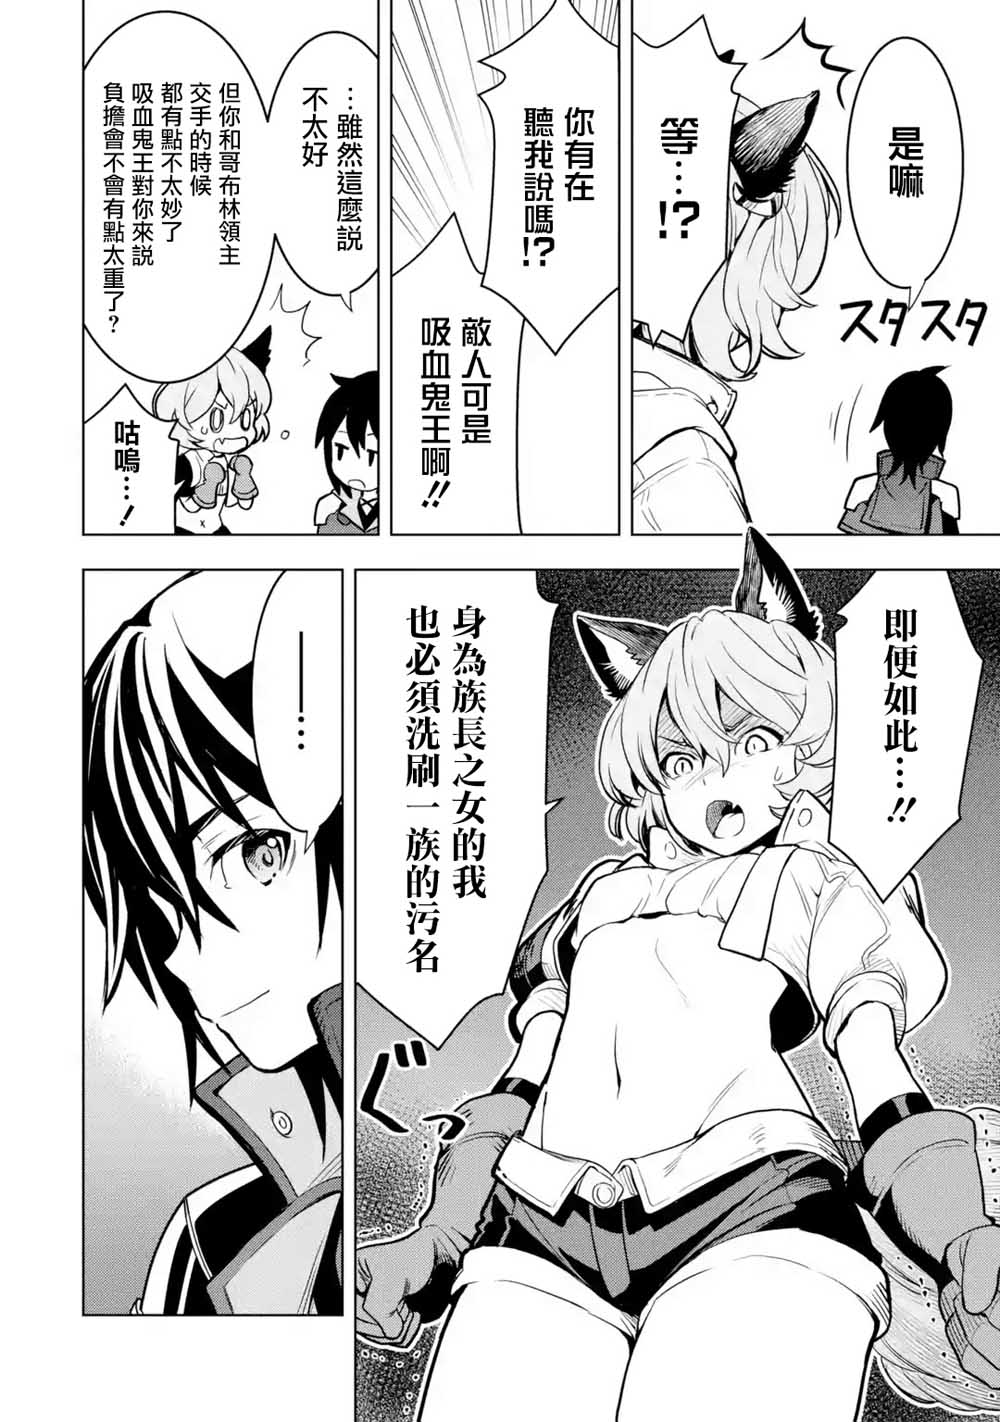 是嘛
スタスタ
等…
!?
你有在
聽我說嗎!?
敵人可是
吸血鬼王啊!!
…雖然這麼說
不太好
但你和哥布林領主
交手的時候
都有點不太妙了
吸血鬼王對你來說
負擔會不會有點太重了?
咕嗚…!
即便如此…!!
身為族長之女的我
也必須洗刷一族的污名
ぐっ
——…